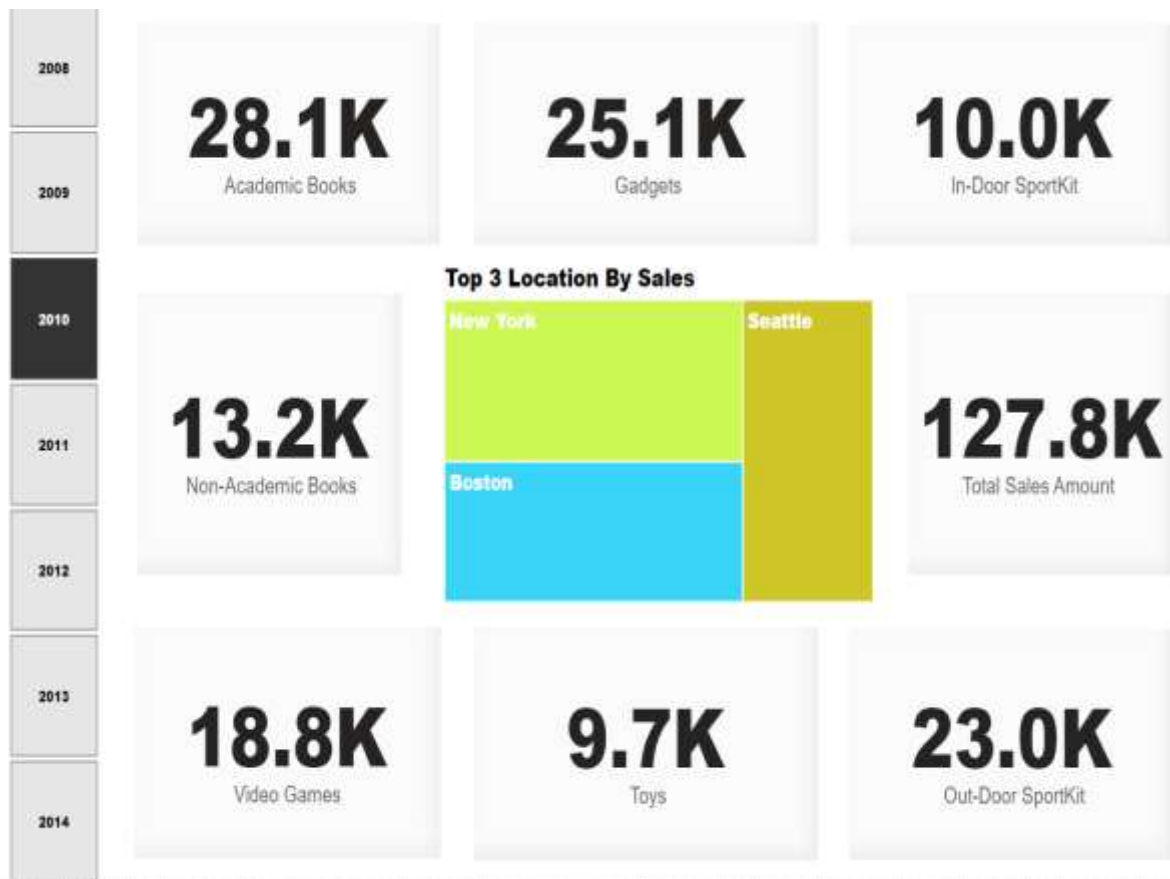 2008
2009
2010
2011
2012
2013
2014
28.1K
Academic Books
25.1K
Gadgets
10.0K
In-Door SportKit
Top 3 Location By Sales
New York
Seattle
Boston
13.2K
Non-Academic Books
127.8K
Total Sales Amount
18.8K
Video Games
9.7K
Toys
23.0K
Out-Door SportKit